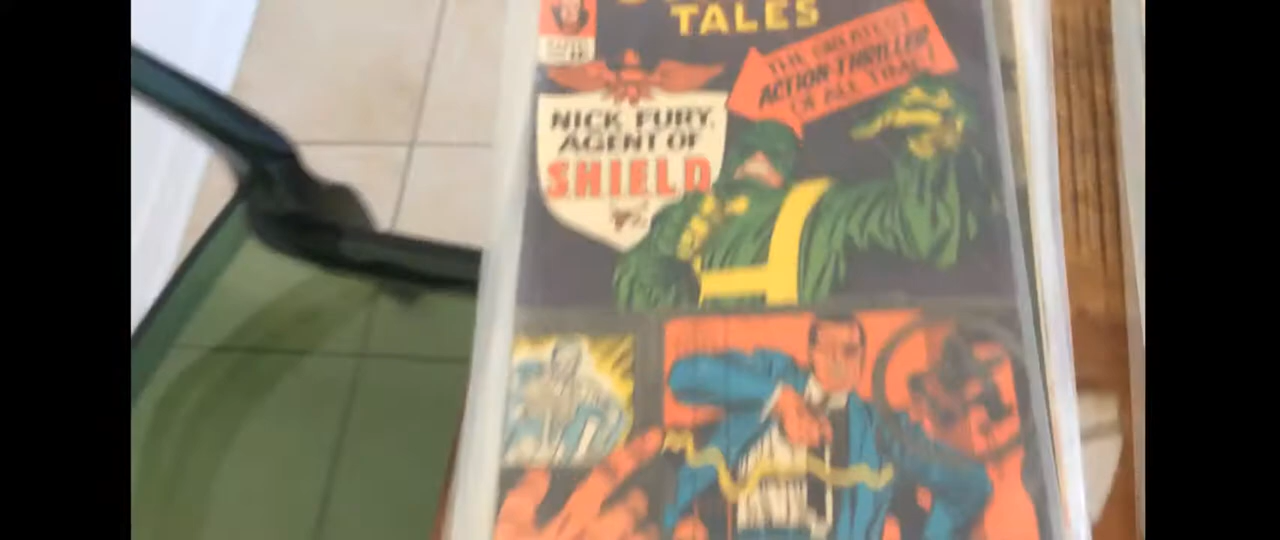 TALES
THE GREATEST
ACTION-THRILLER
OF ALL TIME!
NICK FURY,
AGENT OF
SHIELD